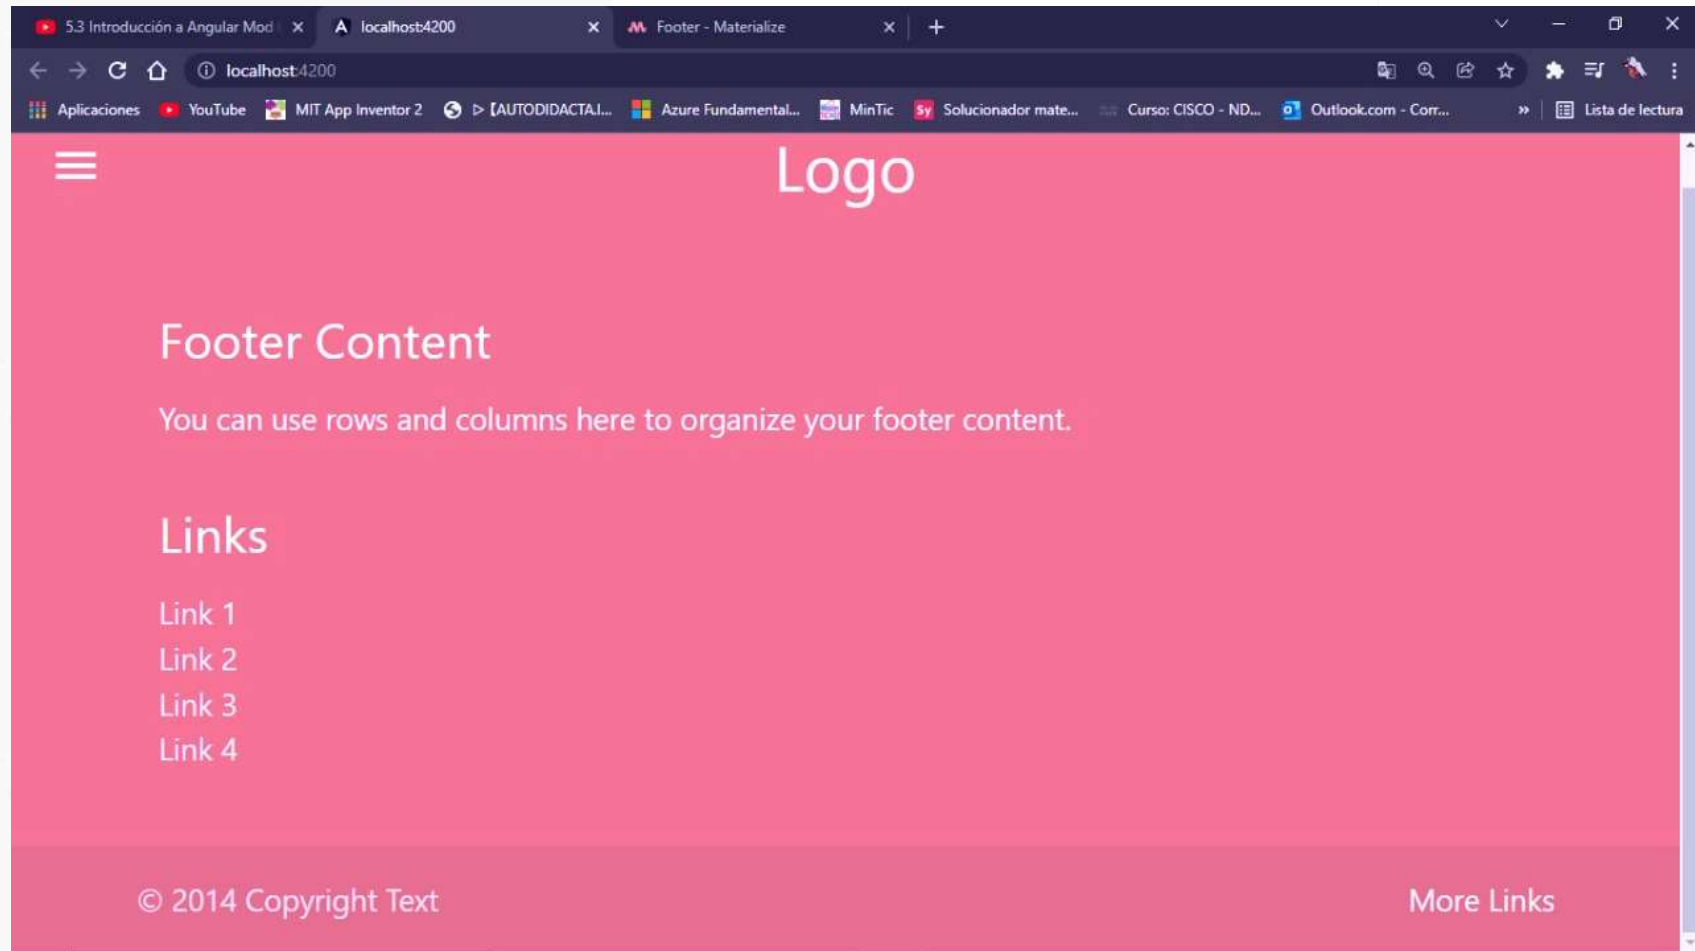 5.3 Introducción a Angular Mod
localhost:4200
Footer - Materialize
localhost:4200
Aplicaciones
YouTube
MIT App Inventor 2
▷ [AUTODIDACTA.I...
Azure Fundamental...
MinTic
Sy
Solucionador mate...
Curso: CISCO - ND...
Outlook.com - Corr...
»
Lista de lectura
Logo
Footer Content
You can use rows and columns here to organize your footer content.
Links
Link 1
Link 2
Link 3
Link 4
© 2014 Copyright Text
More Links